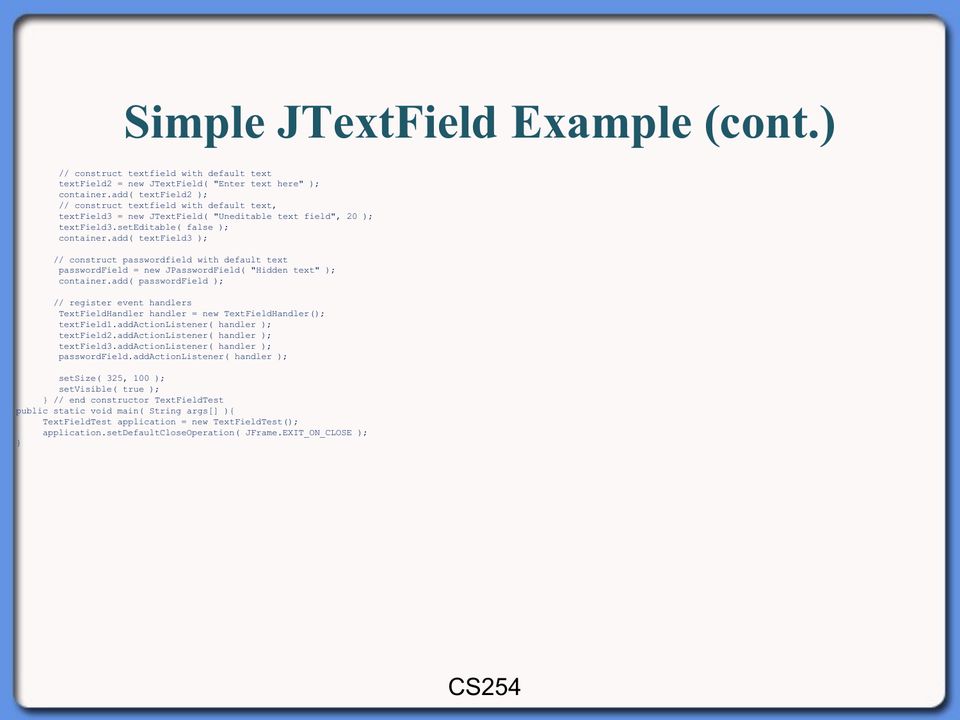 Simple JTextField Example (cont.)
// construct textfield with default text
textField2 = new JTextField( "Enter text here" );
container.add( textField2 );
// construct textfield with default text,
textField3 = new JTextField( "Uneditable text field", 20 );
textField3.setEditable( false );
container.add( textField3 );
// construct passwordfield with default text
passwordField = new JPasswordField( "Hidden text" );
container.add( passwordField );
// register event handlers
TextFieldHandler handler = new TextFieldHandler();
textField1.addActionListener( handler );
textField2.addActionListener( handler );
textField3.addActionListener( handler );
passwordField.addActionListener( handler );
setSize( 325, 100 );
setVisible( true );
} // end constructor TextFieldTest
public static void main( String args[] ){
TextFieldTest application = new TextFieldTest();
application.setDefaultCloseOperation( JFrame.EXIT_ON_CLOSE );
}
CS254